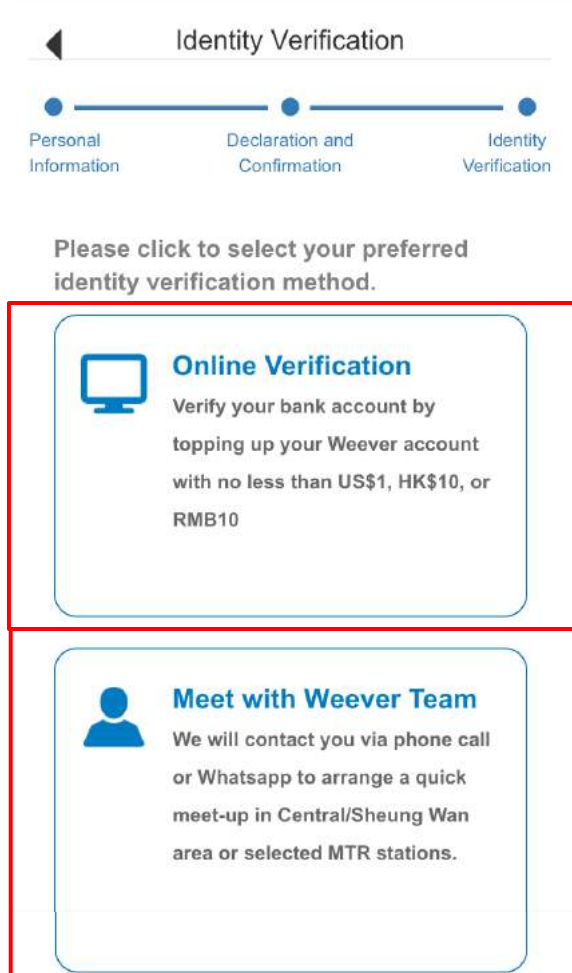 Identity Verification
Personal
Information
Declaration and
Confirmation
Identity
Verification
Please click to select your preferred
identity verification method.
Online Verification
Verify your bank account by
topping up your Weever account
with no less than US$1, HK$10, or
RMB10
Meet with Weever Team
We will contact you via phone call
or Whatsapp to arrange a quick
meet-up in Central/Sheung Wan
area or selected MTR stations.